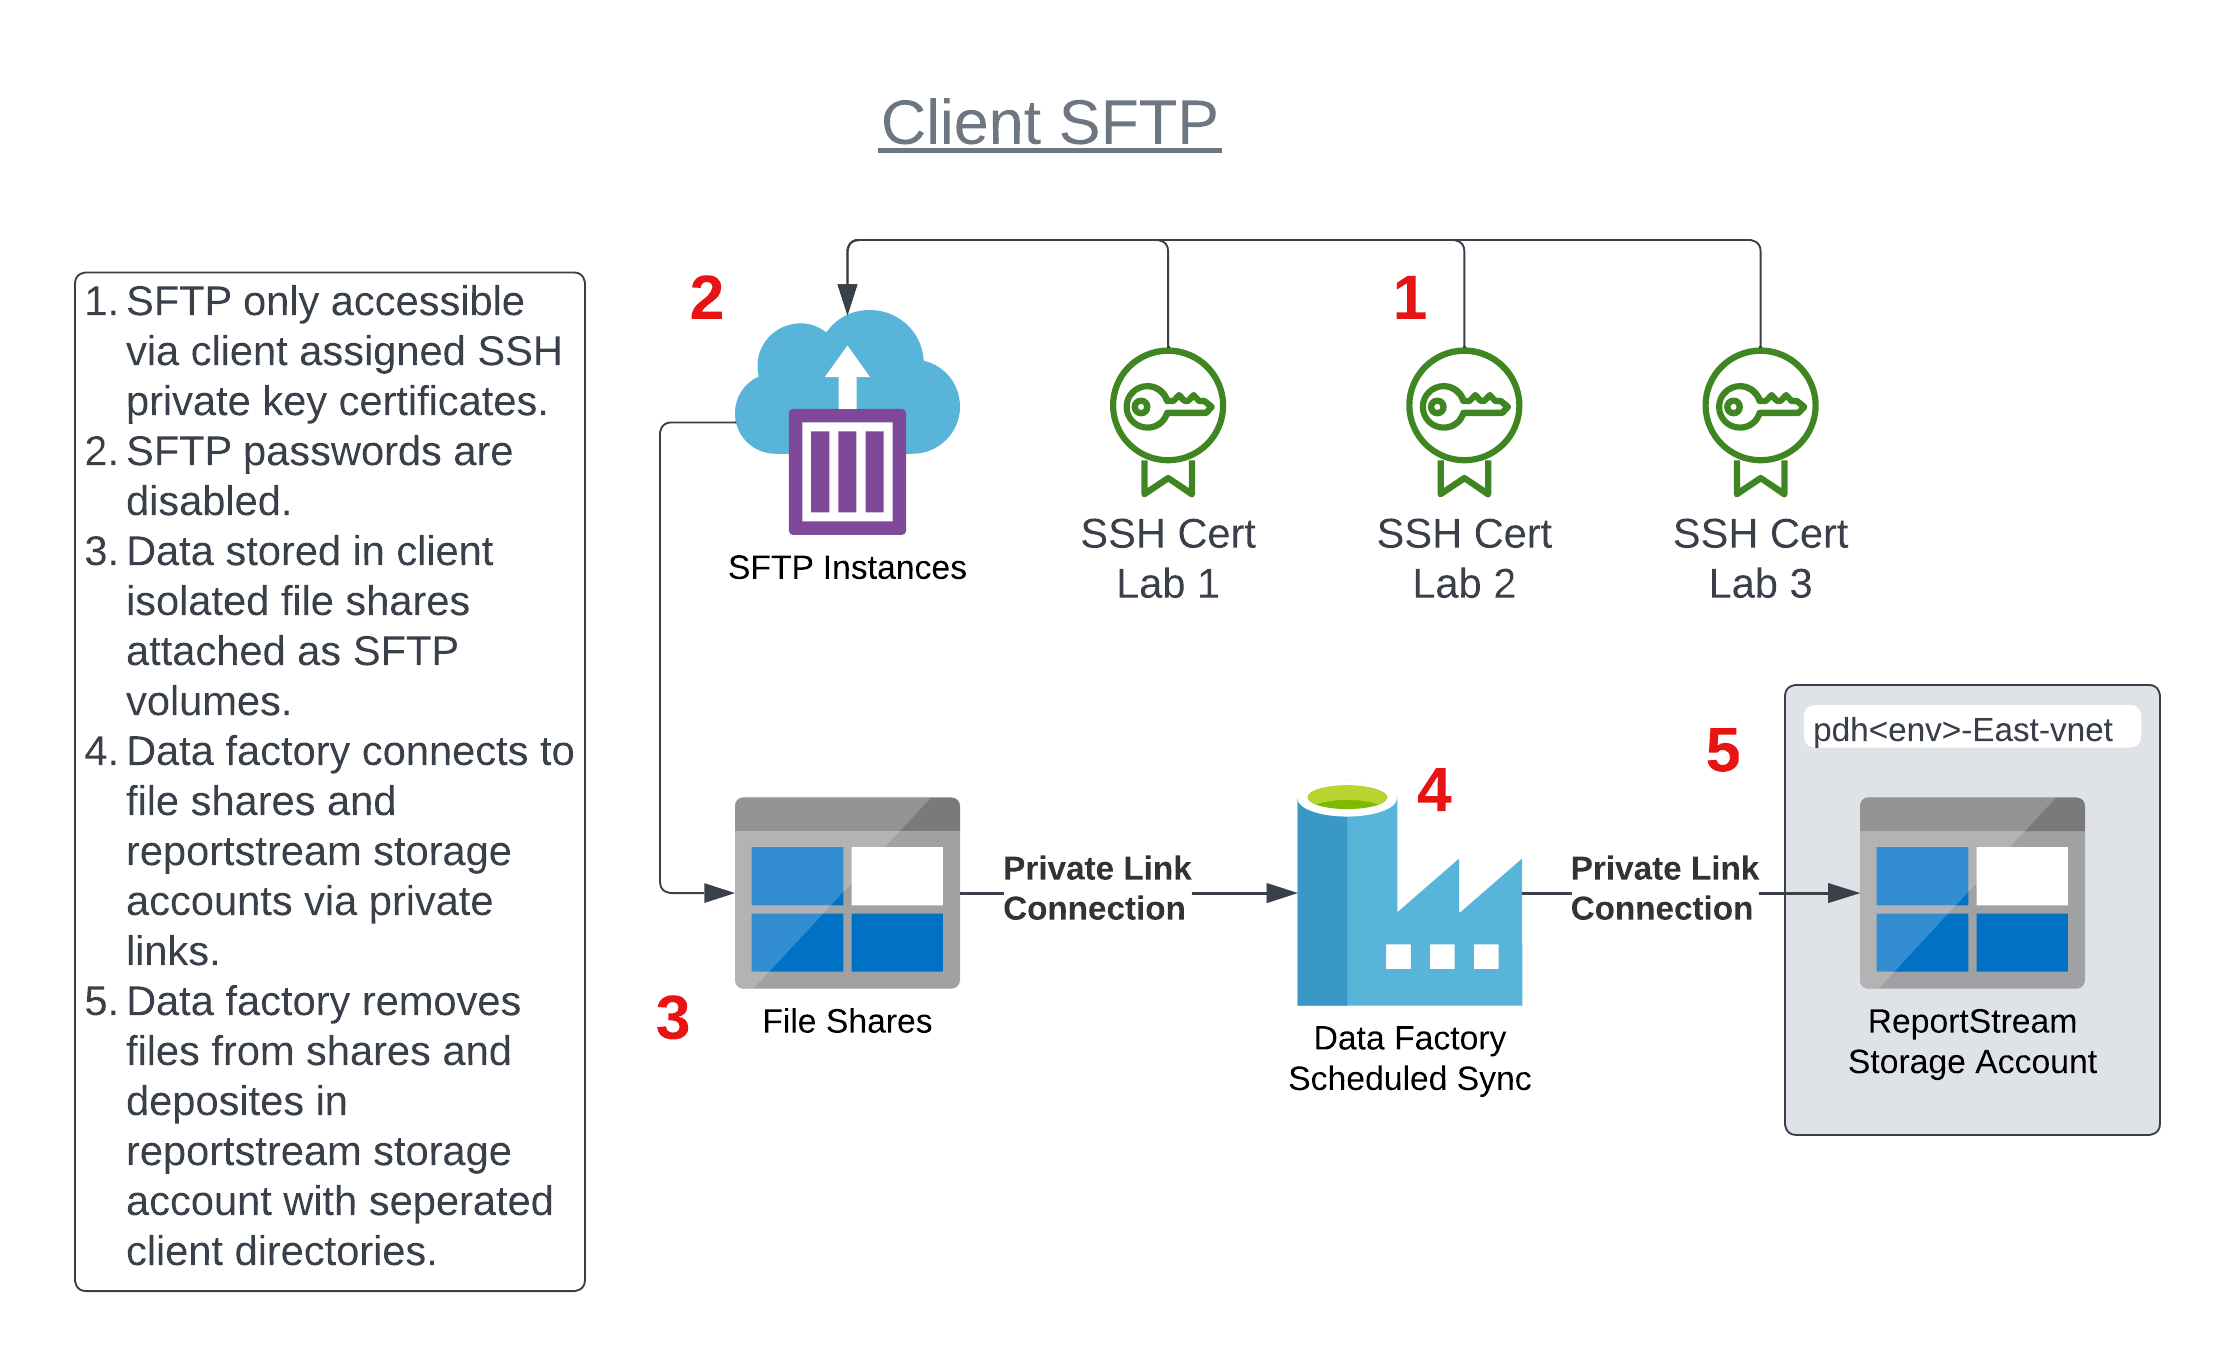 Client SFTP
1. SFTP only accessible
via client assigned SSH
private key certificates.
2. SFTP passwords are
disabled.
3. Data stored in client
isolated file shares
attached as SFTP
volumes.
4. Data factory connects to
file shares and
reportstream storage
accounts via private
links.
5. Data factory removes
files from shares and
deposites in
reportstream storage
account with seperated
client directories.
2
1
SFTP Instances
SSH Cert
Lab 1
SSH Cert
Lab 2
SSH Cert
Lab 3
3
File Shares
Private Link
Connection
4
Data Factory
Scheduled Sync
Private Link
Connection
5
pdh<env>-East-vnet
ReportStream
Storage Account